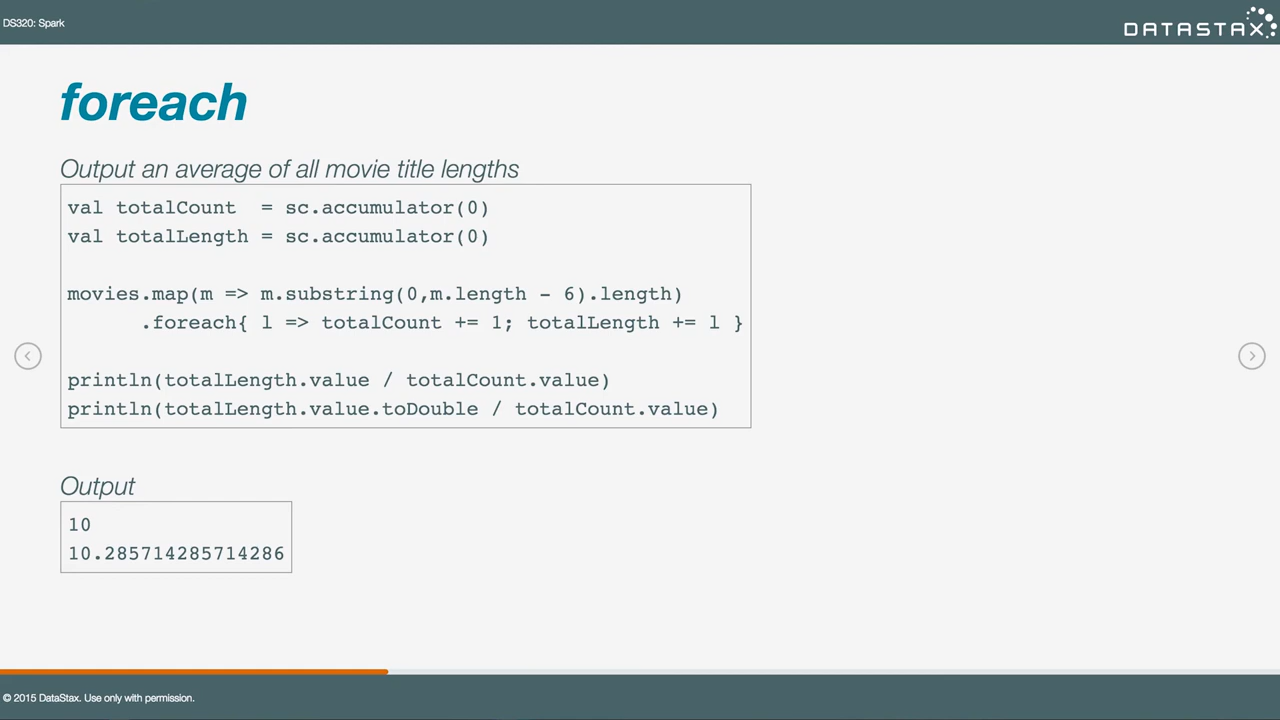 DS320: Spark
DATASTAX
foreach
Output an average of all movie title lengths
val totalCount  = sc.accumulator(0)
val totalLength = sc.accumulator(0)
movies.map(m => m.substring(0,m.length - 6).length)
      .foreach{ l => totalCount += 1; totalLength += l }
println(totalLength.value / totalCount.value)
println(totalLength.value.toDouble / totalCount.value)
Output
10
10.285714285714286
© 2015 DataStax. Use only with permission.